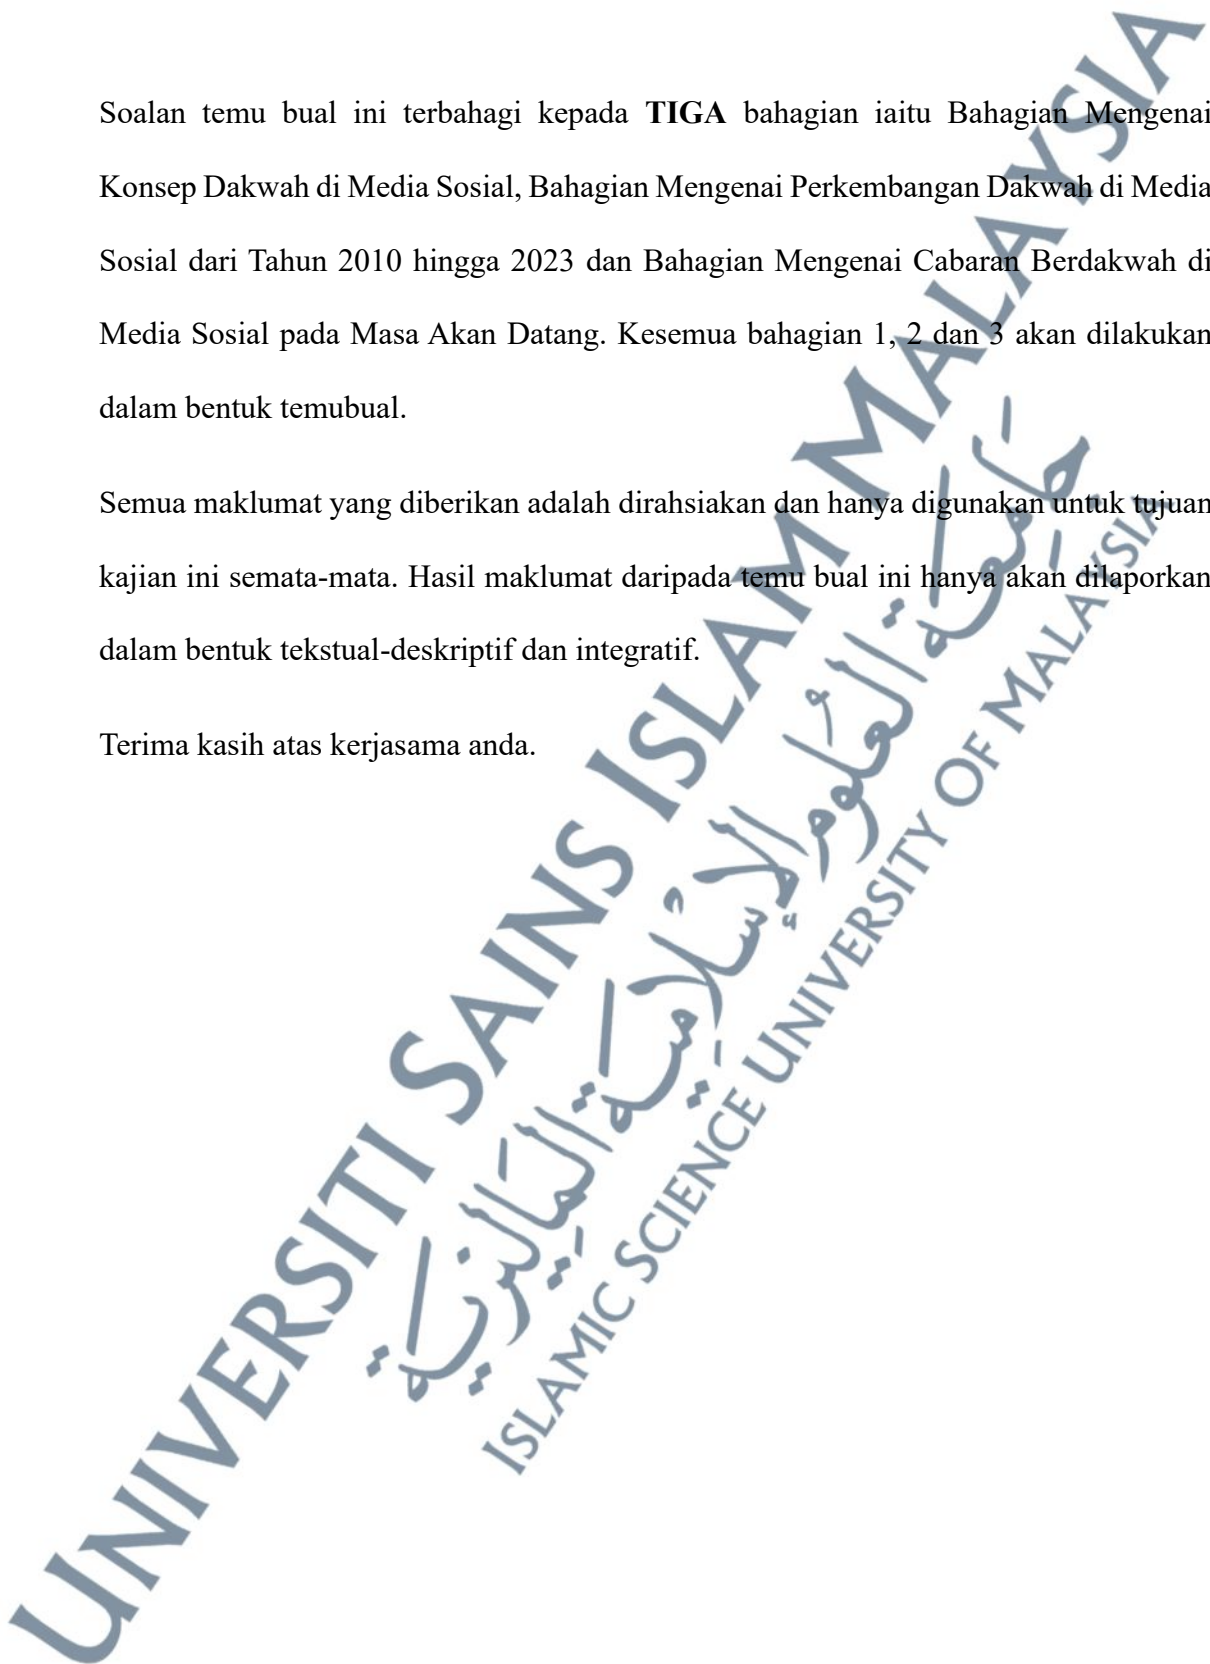 Soalan temu bual ini terbahagi kepada TIGA bahagian iaitu Bahagian Mengenai
Konsep Dakwah di Media Sosial, Bahagian Mengenai Perkembangan Dakwah di Media
Sosial dari Tahun 2010 hingga 2023 dan Bahagian Mengenai Cabaran Berdakwah di
Media Sosial pada Masa Akan Datang. Kesemua bahagian 1, 2 dan 3 akan dilakukan
dalam bentuk temubual.
Semua maklumat yang diberikan adalah dirahsiakan dan hanya digunakan untuk tujuan
kajian ini semata-mata. Hasil maklumat daripada temu bual ini hanya akan dilaporkan
dalam bentuk tekstual-deskriptif dan integratif.
Terima kasih atas kerjasama anda.
UNIVERSITI SAINS ISLAM MALAYSIA
جامعة العلوم الإسلامية الماليزية
ISLAMIC SCIENCE UNIVERSITY OF MALAYSIA